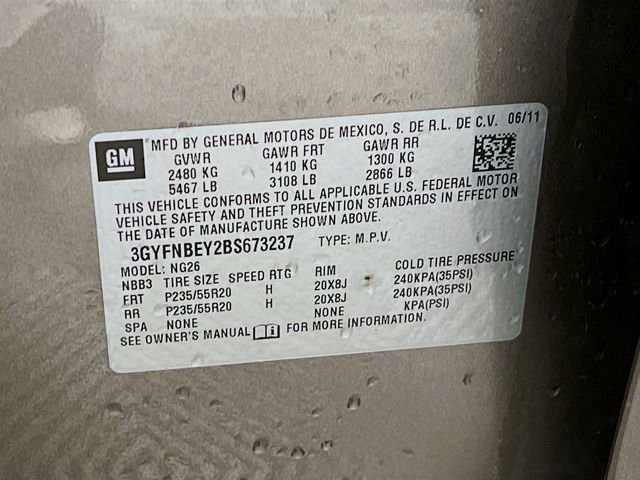 GM
MFD BY GENERAL MOTORS DE MEXICO, S. DE R.L. DE C.V. 06/11
GVWR GAWR FRT GAWR RR
2480 KG 1410 KG 1300 KG
5467 LB 3108 LB 2866 LB
THIS VEHICLE CONFORMS TO ALL APPLICABLE U.S. FEDERAL MOTOR
VEHICLE SAFETY AND THEFT PREVENTION STANDARDS IN EFFECT ON
THE DATE OF MANUFACTURE SHOWN ABOVE.
3GYFNBEY2BS673237 TYPE: M.P.V.
MODEL: NG26
NBB3 TIRE SIZE SPEED RTG RIM COLD TIRE PRESSURE
FRT P235/55R20 H 20X8J 240KPA(35PSI)
RR P235/55R20 H 20X8J 240KPA(35PSI)
SPA NONE NONE KPA(PSI)
SEE OWNER'S MANUAL FOR MORE INFORMATION.